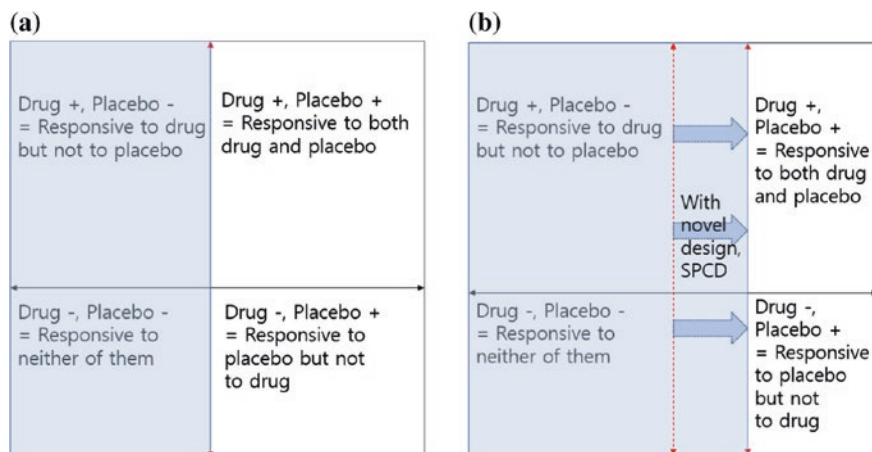 (a)
Drug +, Placebo -
= Responsive to drug
but not to placebo
Drug +, Placebo +
= Responsive to both
drug and placebo
Drug -, Placebo -
= Responsive to
neither of them
Drug -, Placebo +
= Responsive to
placebo but not
to drug
(b)
Drug +, Placebo -
= Responsive to drug
but not to placebo
Drug +,
Placebo +
= Responsive
to both drug
and placebo
With
novel
design,
SPCD
Drug -, Placebo -
= Responsive to
neither of them
Drug -,
Placebo +
= Responsive
to placebo
but not
to drug